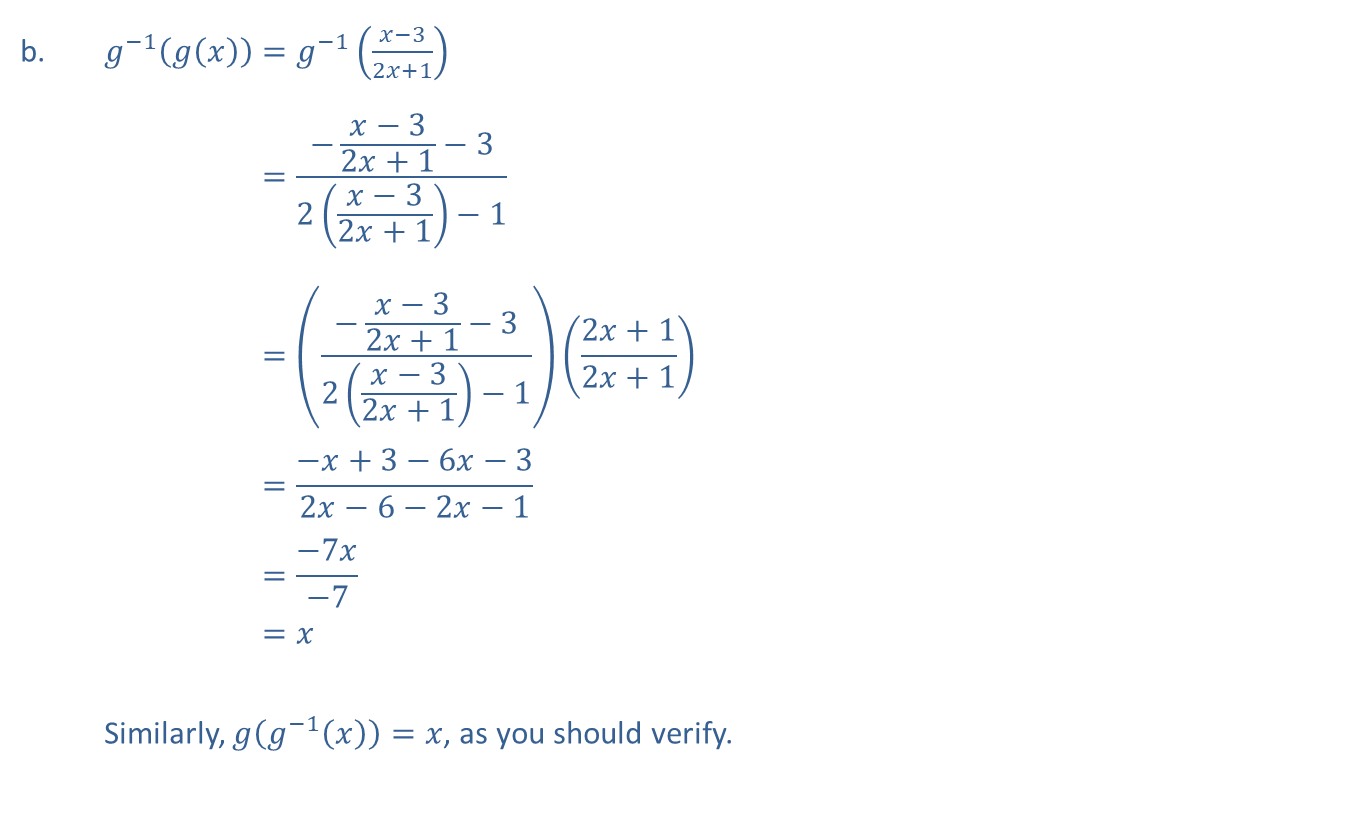 b. g⁻¹(g(x)) = g⁻¹((x−3)/(2x+1))
= (−(x − 3)/(2x + 1) − 3)/(2((x − 3)/(2x + 1)) − 1)
= ((−(x − 3)/(2x + 1) − 3)/(2((x − 3)/(2x + 1)) − 1))((2x + 1)/(2x + 1))
= (−x + 3 − 6x − 3)/(2x − 6 − 2x − 1)
= (−7x)/(−7)
= x
Similarly, g(g⁻¹(x)) = x, as you should verify.